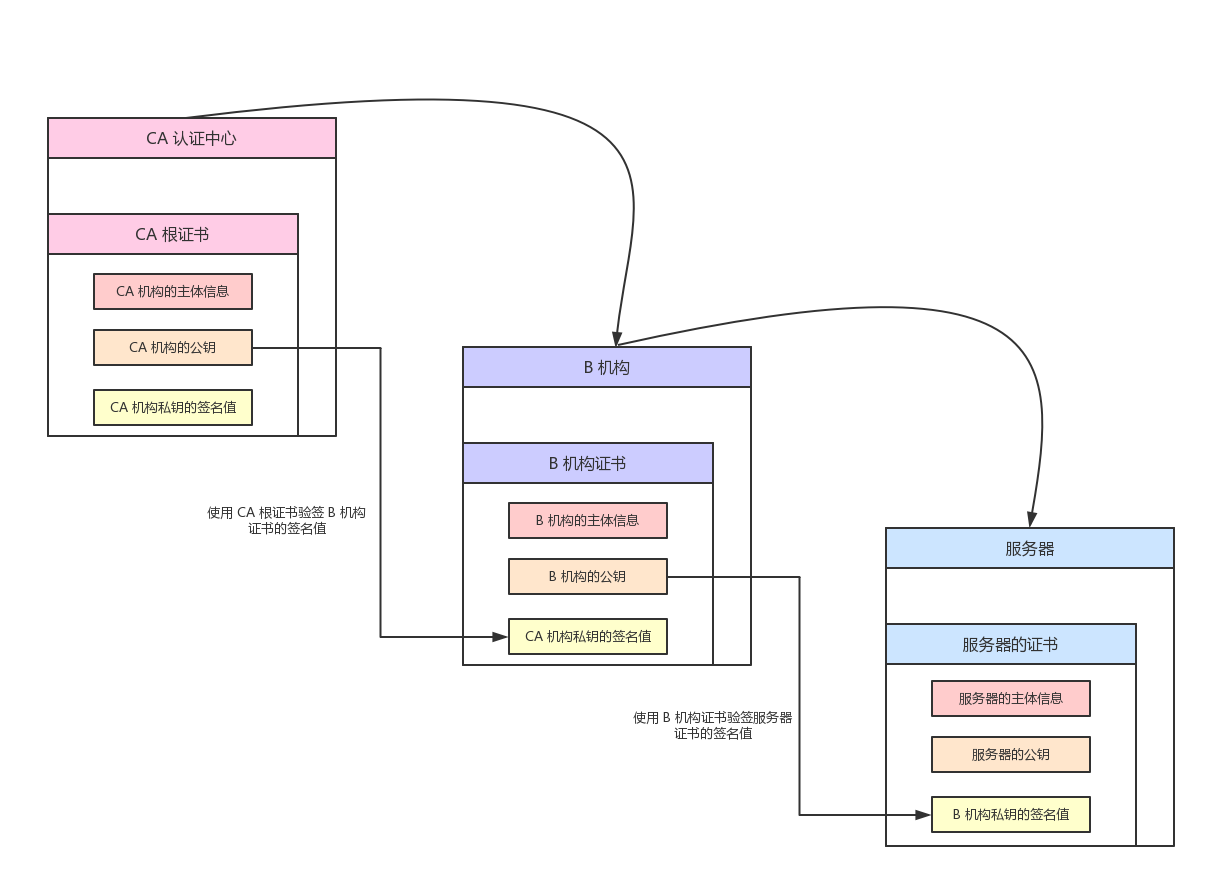 CA 认证中心
CA 根证书
CA 机构的主体信息
CA 机构的公钥
CA 机构私钥的签名值
使用 CA 根证书验签 B 机构
证书的签名值
B 机构
B 机构证书
B 机构的主体信息
B 机构的公钥
CA 机构私钥的签名值
使用 B 机构证书验签服务器
证书的签名值
服务器
服务器的证书
服务器的主体信息
服务器的公钥
B 机构私钥的签名值